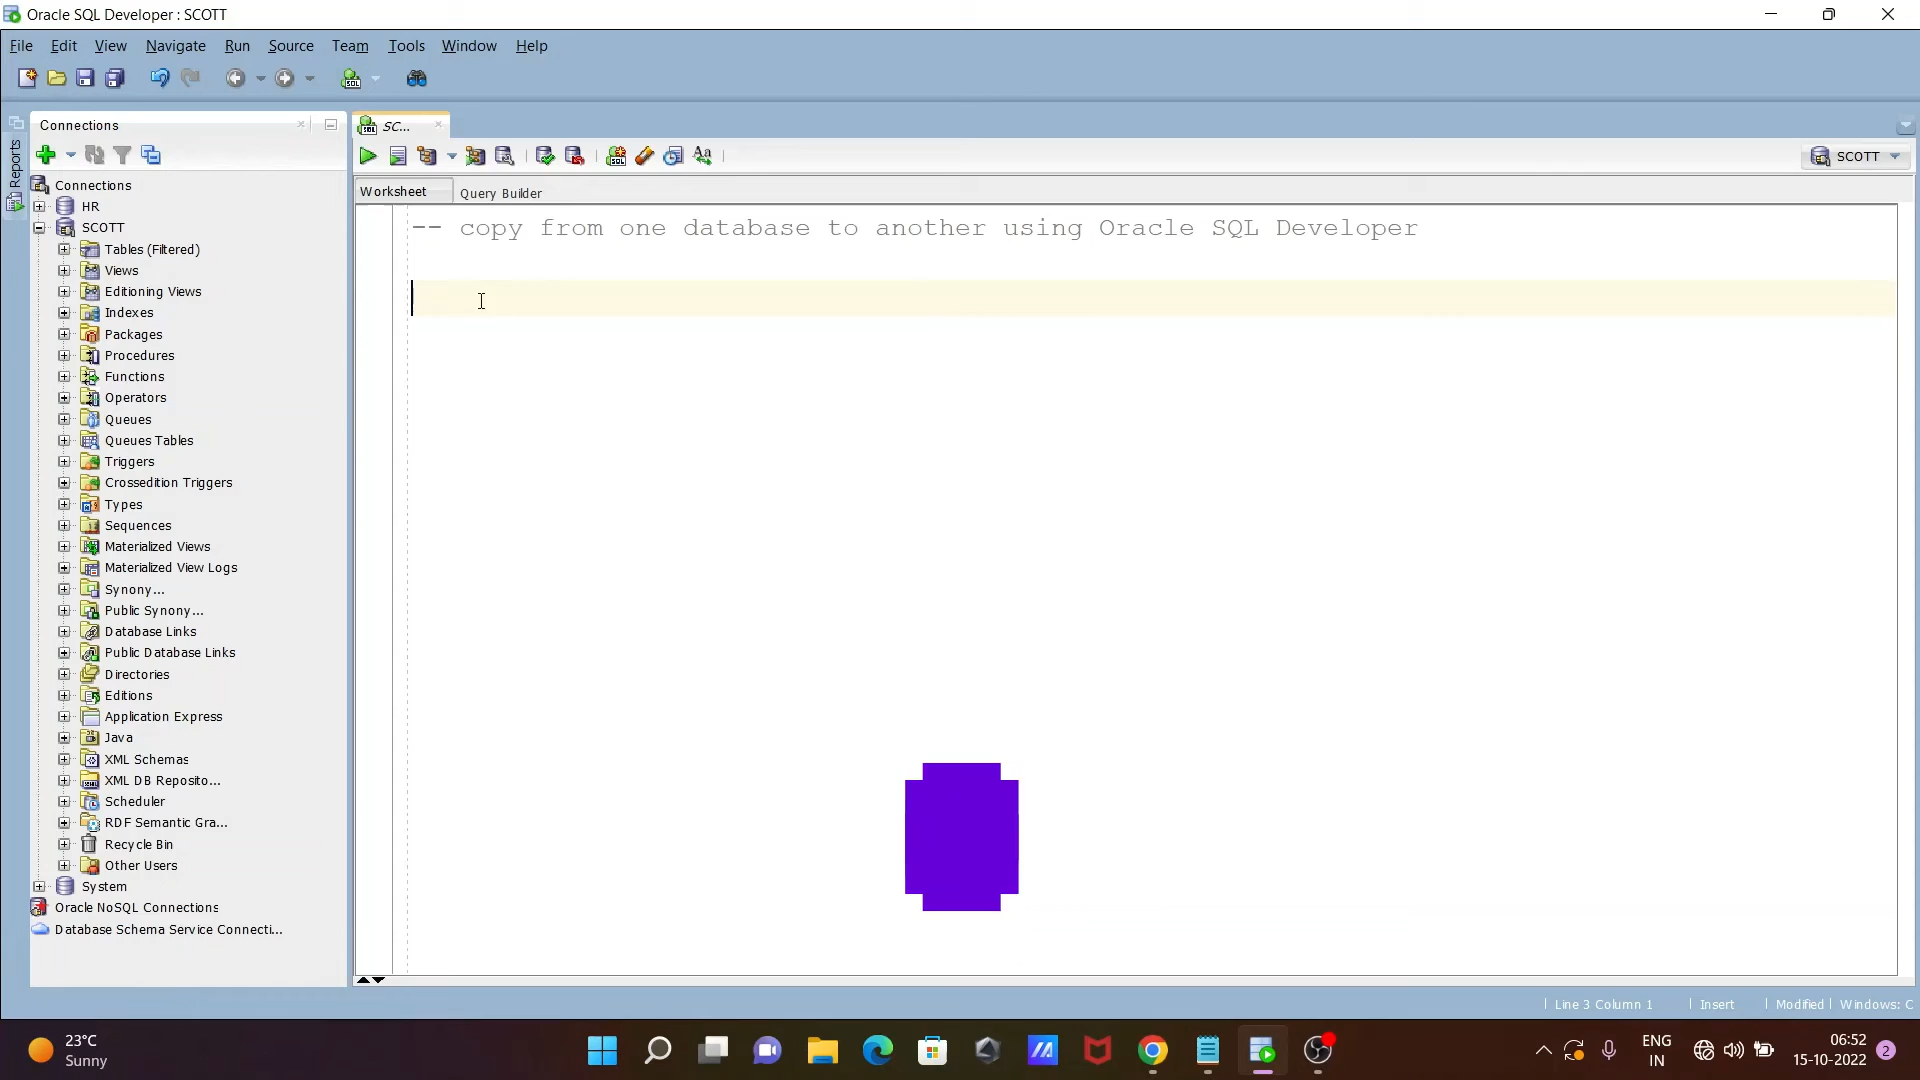 Oracle SQL Developer : SCOTT
File Edit View Navigate Run Source Team Tools Window Help
Reports
Connections
SC...
SCOTT
Worksheet
Query Builder
-- copy from one database to another using Oracle SQL Developer
Connections
HR
SCOTT
Tables (Filtered)
Views
Editioning Views
Indexes
Packages
Procedures
Functions
Operators
Queues
Queues Tables
Triggers
Crossedition Triggers
Types
Sequences
Materialized Views
Materialized View Logs
Synony...
Public Synony...
Database Links
Public Database Links
Directories
Editions
Application Express
Java
XML Schemas
XML DB Reposito...
Scheduler
RDF Semantic Gra...
Recycle Bin
Other Users
System
Oracle NoSQL Connections
Database Schema Service Connecti...
Line 3 Column 1 Insert Modified Windows: C
23°C
Sunny
ENG
IN
06:52
15-10-2022
2